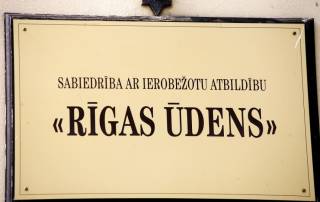 SABIEDRĪBA AR IEROBEŽOTU ATBILDĪBU
«RĪGAS ŪDENS»